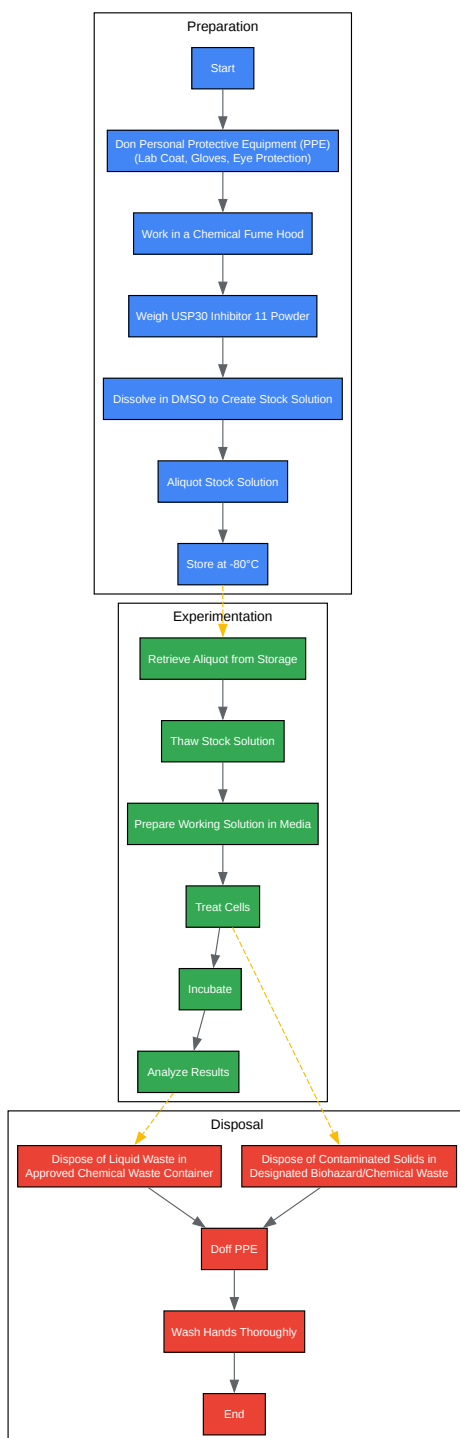 Preparation
Start
Don Personal Protective Equipment (PPE)
(Lab Coat, Gloves, Eye Protection)
Work in a Chemical Fume Hood
Weigh USP30 Inhibitor 11 Powder
Dissolve in DMSO to Create Stock Solution
Aliquot Stock Solution
Store at -80°C
Experimentation
Retrieve Aliquot from Storage
Thaw Stock Solution
Prepare Working Solution in Media
Treat Cells
Incubate
Analyze Results
Disposal
Dispose of Liquid Waste in
Approved Chemical Waste Container
Dispose of Contaminated Solids in
Designated Biohazard/Chemical Waste
Doff PPE
Wash Hands Thoroughly
End